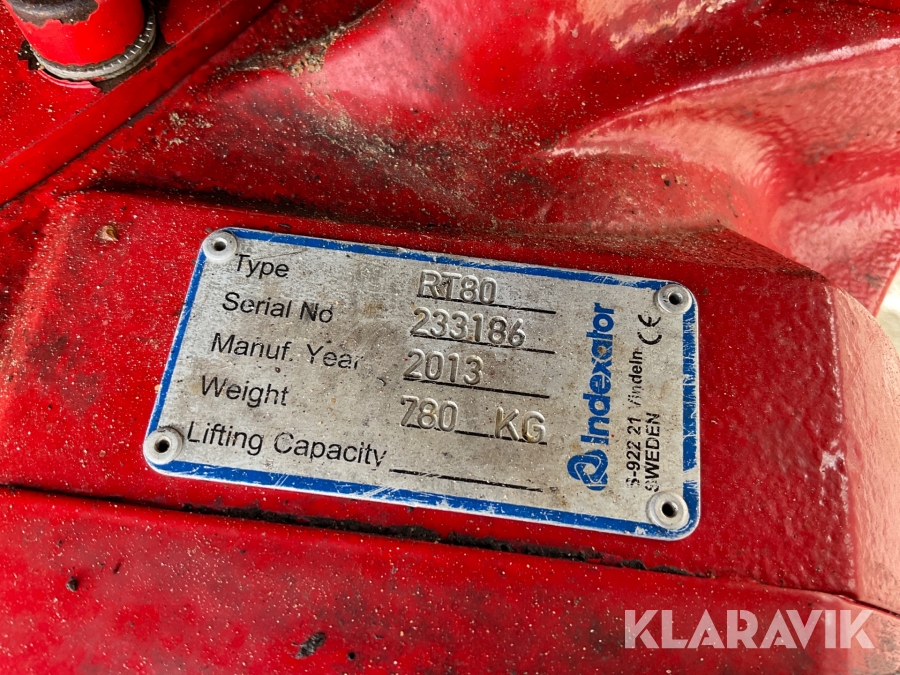 Type RT80
Serial No 233186
Manuf. Year 2013
Weight 780 KG
Lifting Capacity
Indexator
S-922 21 Vindeln
SWEDEN CE
KLARAVIK